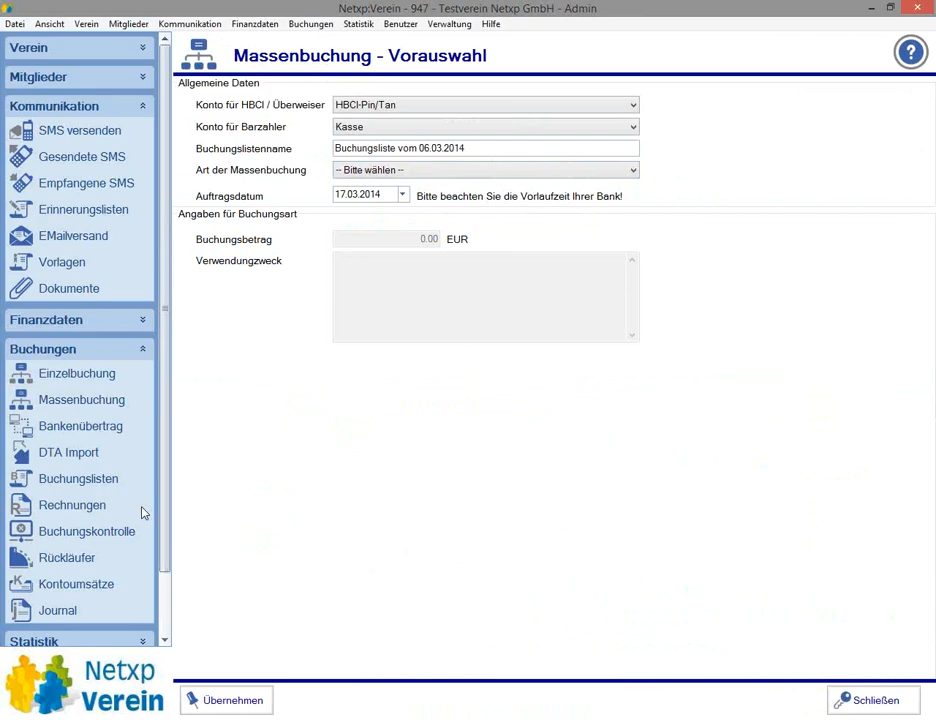 Netxp:Verein - 947 - Testverein Netxp GmbH - Admin
Datei Ansicht Verein Mitglieder Kommunikation Finanzdaten Buchungen Statistik Benutzer Verwaltung Hilfe
Verein
Mitglieder
Kommunikation
SMS versenden
Gesendete SMS
Empfangene SMS
Erinnerungslisten
EMailversand
Vorlagen
Dokumente
Finanzdaten
Buchungen
Einzelbuchung
Massenbuchung
Bankenübertrag
DTA Import
Buchungslisten
Rechnungen
Buchungskontrolle
Rückläufer
Kontoumsätze
Journal
Statistik
Netxp
Verein
Massenbuchung - Vorauswahl
Allgemeine Daten
Konto für HBCI / Überweiser HBCI-Pin/Tan
Konto für Barzahler Kasse
Buchungslistenname Buchungsliste vom 06.03.2014
Art der Massenbuchung -- Bitte wählen --
Auftragsdatum 17.03.2014 Bitte beachten Sie die Vorlaufzeit Ihrer Bank!
Angaben für Buchungsart
Buchungsbetrag 0.00 EUR
Verwendungzweck
Übernehmen Schließen